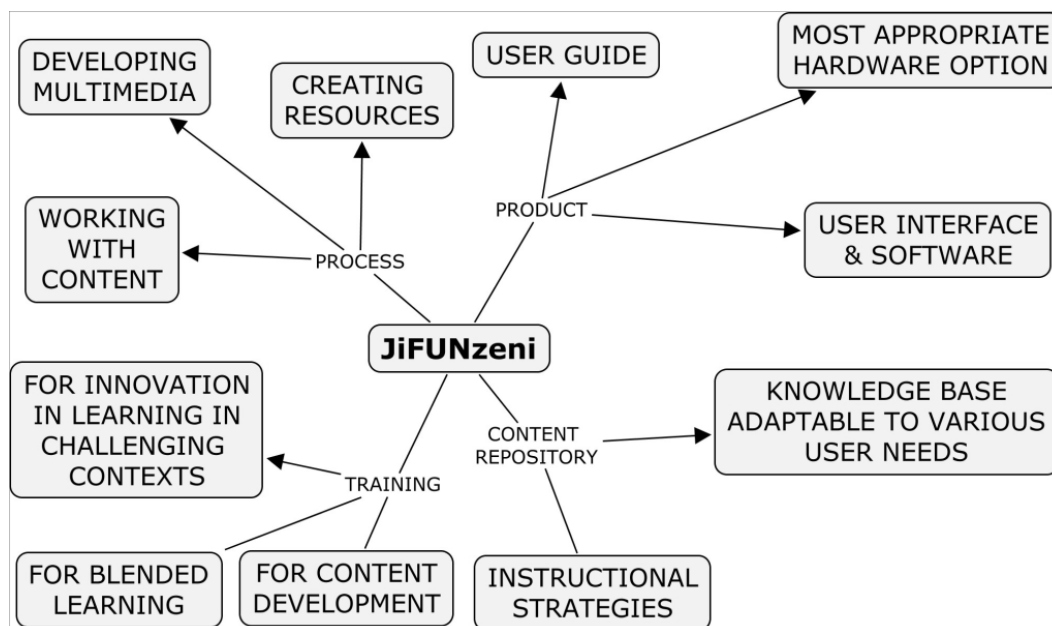 DEVELOPING
MULTIMEDIA
CREATING
RESOURCES
USER GUIDE
MOST APPROPRIATE
HARDWARE OPTION
WORKING
WITH
CONTENT
PROCESS
PRODUCT
USER INTERFACE
& SOFTWARE
JiFUNzeni
FOR INNOVATION
IN LEARNING IN
CHALLENGING
CONTEXTS
TRAINING
CONTENT
REPOSITORY
KNOWLEDGE BASE
ADAPTABLE TO VARIOUS
USER NEEDS
FOR BLENDED
LEARNING
FOR CONTENT
DEVELOPMENT
INSTRUCTIONAL
STRATEGIES